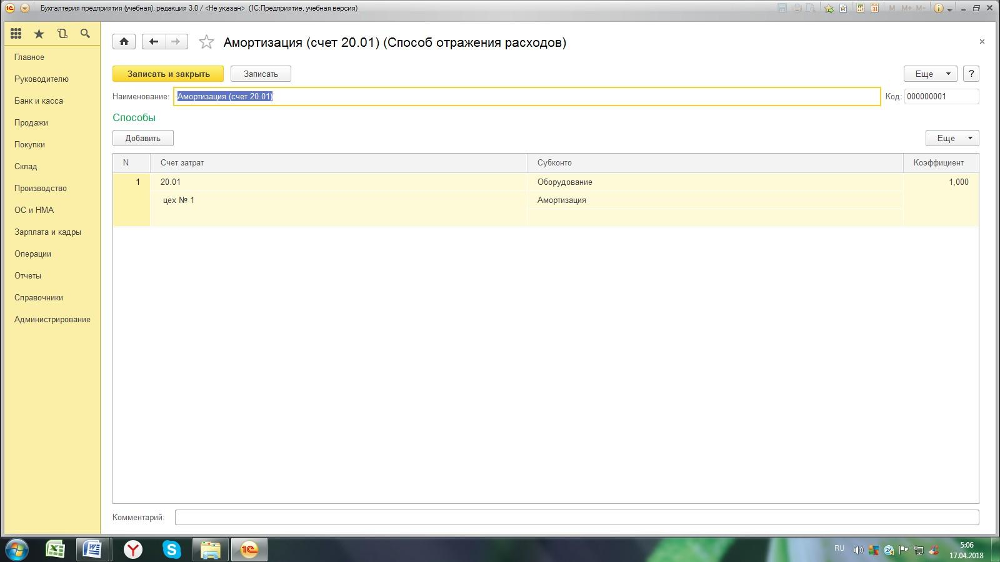 Бухгалтерия предприятия (учебная), редакция 3.0 / <Не указан> (1С:Предприятие, учебная версия)
M M+ M-
Главное
Руководителю
Банк и касса
Продажи
Покупки
Склад
Производство
ОС и НМА
Зарплата и кадры
Операции
Отчеты
Справочники
Администрирование
Амортизация (счет 20.01) (Способ отражения расходов)
Записать и закрыть
Записать
Еще
?
Наименование: Амортизация (счет 20.01)
Код: 000000001
Способы
Добавить
Еще
N Счет затрат Субконто Коэффициент
1 20.01 Оборудование 1,000
цех № 1 Амортизация
Комментарий:
RU
5:06
17.04.2018